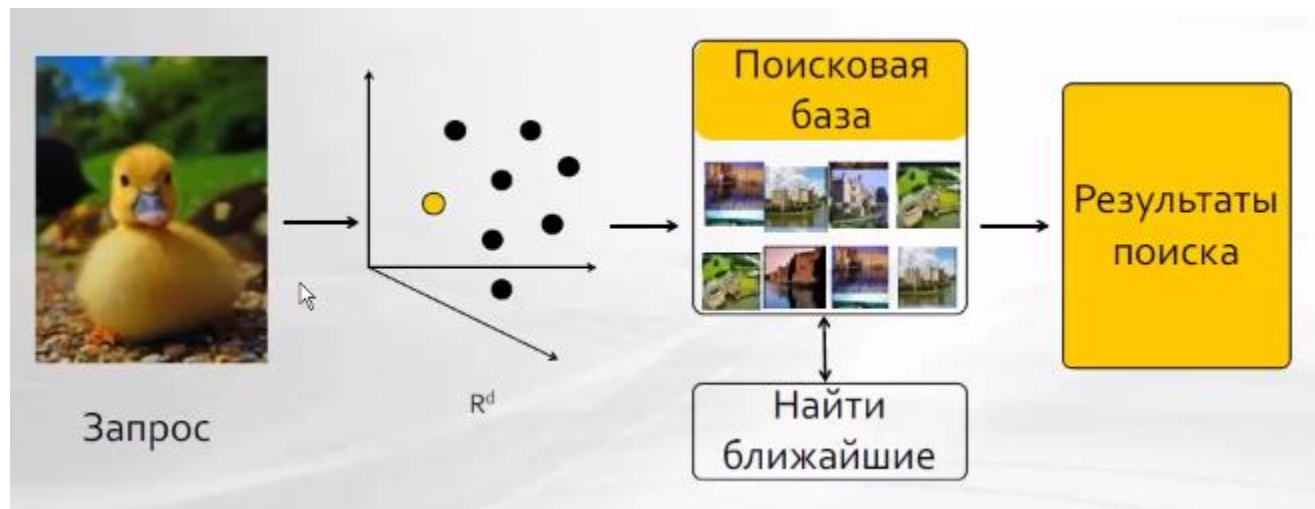 Запрос
R^d
Поисковая
база
Найти
ближайшие
Результаты
поиска